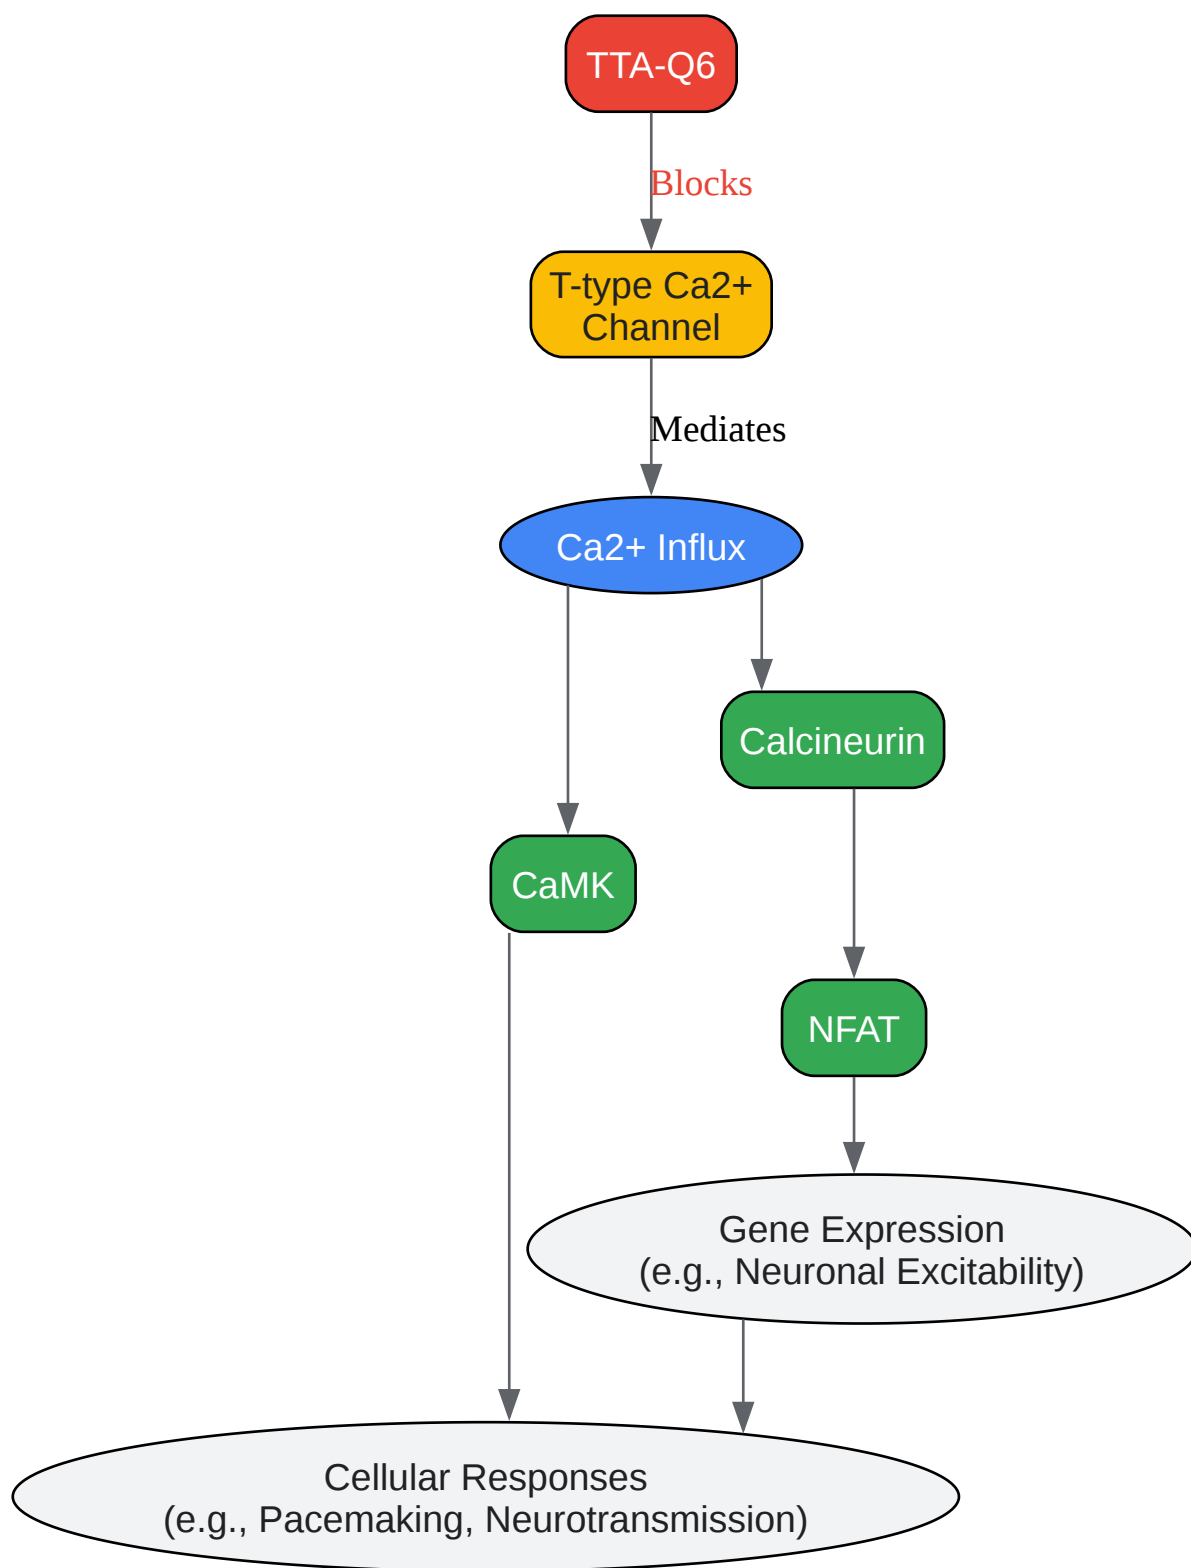 TTA-Q6
Blocks
T-type Ca2+
Channel
Mediates
Ca2+ Influx
Calcineurin
CaMK
NFAT
Gene Expression
(e.g., Neuronal Excitability)
Cellular Responses
(e.g., Pacemaking, Neurotransmission)